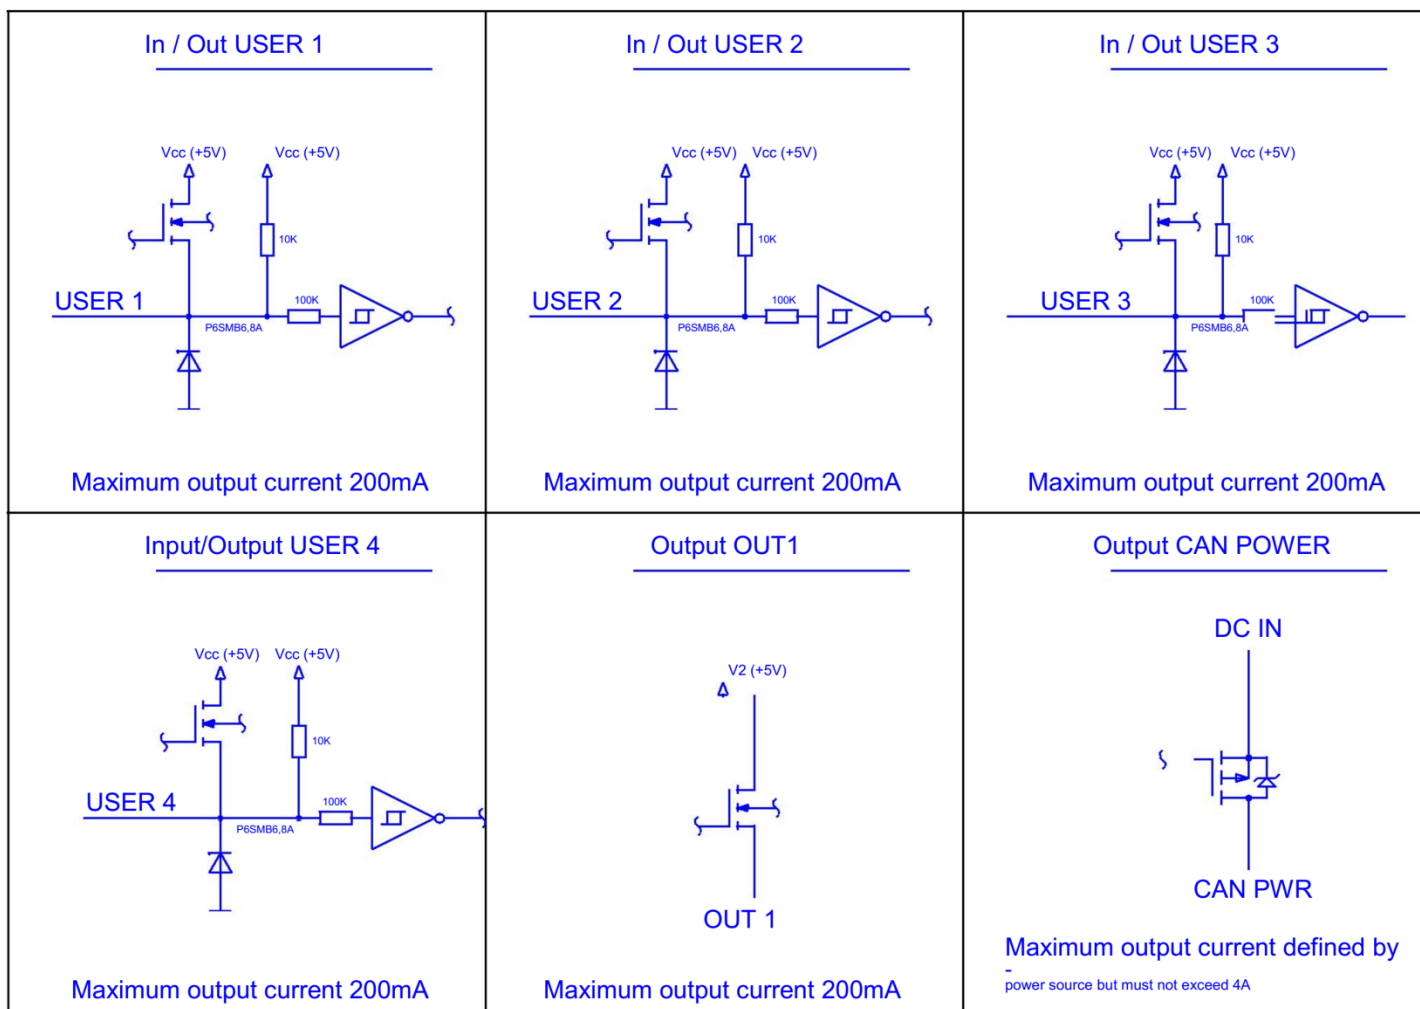 In / Out USER 1
Vcc (+5V) Vcc (+5V)
10K
USER 1
100K
P6SMB6,8A
Maximum output current 200mA
In / Out USER 2
Vcc (+5V) Vcc (+5V)
10K
USER 2
100K
P6SMB6,8A
Maximum output current 200mA
In / Out USER 3
Vcc (+5V) Vcc (+5V)
10K
USER 3
100K
P6SMB6,8A
Maximum output current 200mA
Input/Output USER 4
Vcc (+5V) Vcc (+5V)
10K
USER 4
100K
P6SMB6,8A
Maximum output current 200mA
Output OUT1
V2 (+5V)
OUT 1
Maximum output current 200mA
Output CAN POWER
DC IN
CAN PWR
Maximum output current defined by
-
power source but must not exceed 4A